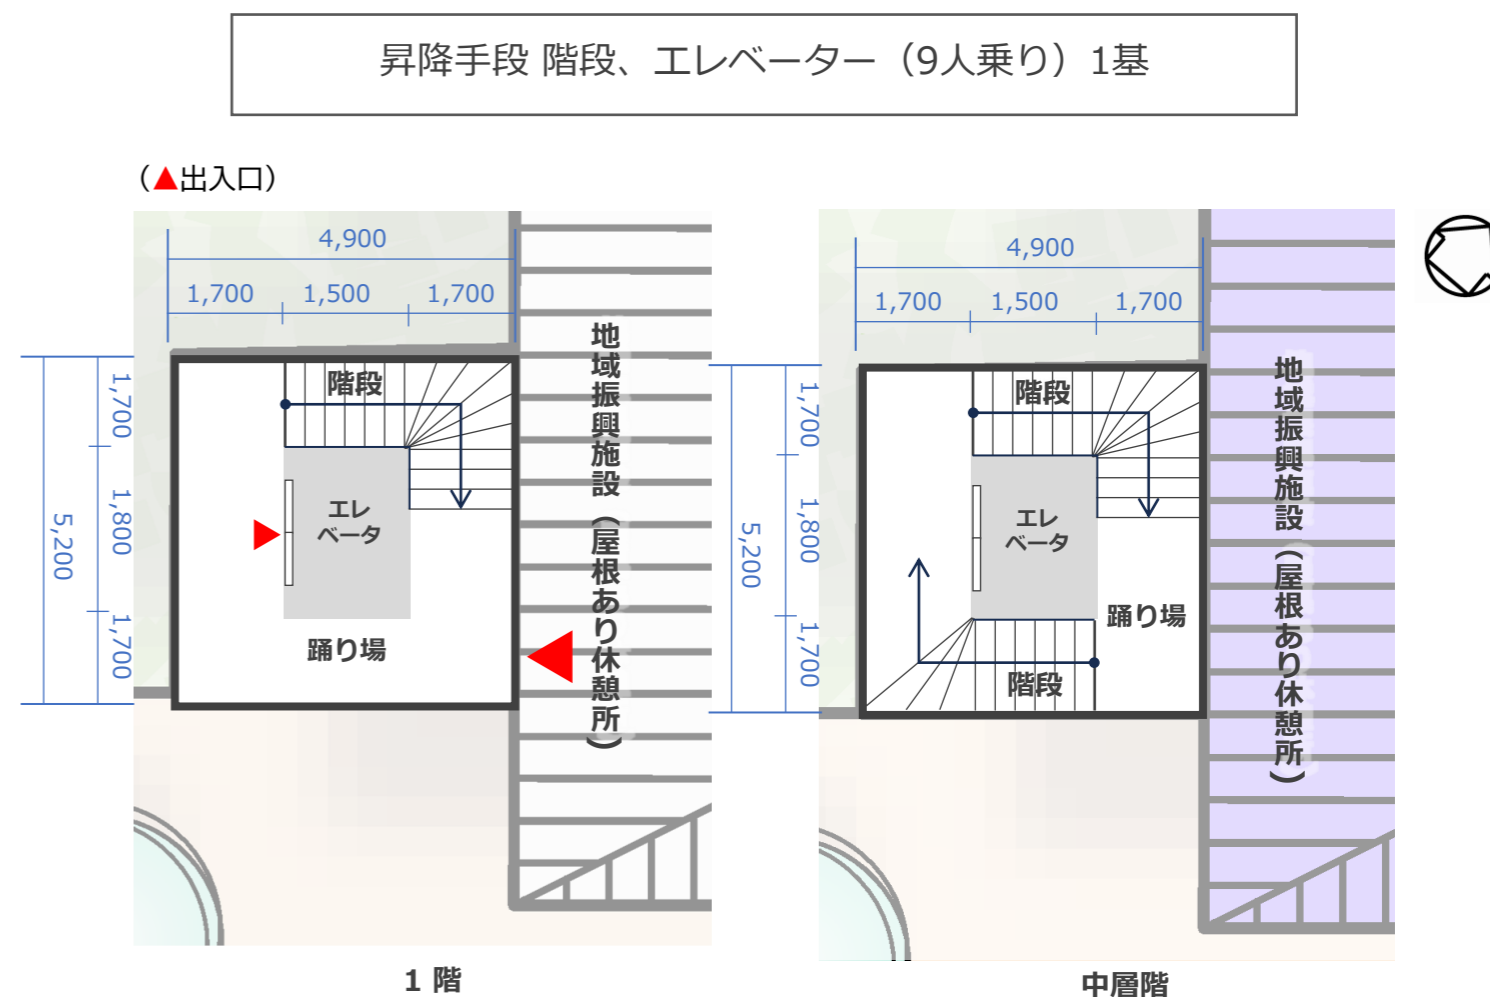 昇降手段 階段、エレベーター（9人乗り）1基
（▲出入口）
4,900
1,700
1,500
1,700
5,200
1,700
1,800
1,700
階段
エレ
ベータ
踊り場
地域振興施設（屋根あり休憩所）
1 階
4,900
1,700
1,500
1,700
5,200
1,700
1,800
1,700
階段
エレ
ベータ
踊り場
階段
地域振興施設（屋根あり休憩所）
中層階